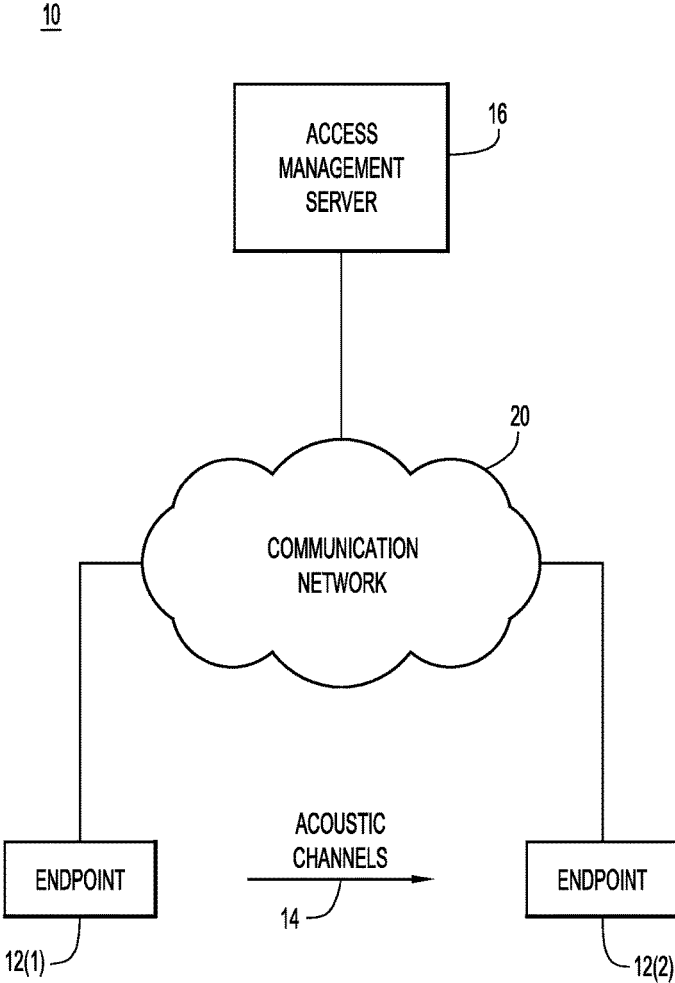 10
ACCESS
MANAGEMENT
SERVER
16
20
COMMUNICATION
NETWORK
ACOUSTIC
CHANNELS
14
ENDPOINT
12(1)
ENDPOINT
12(2)